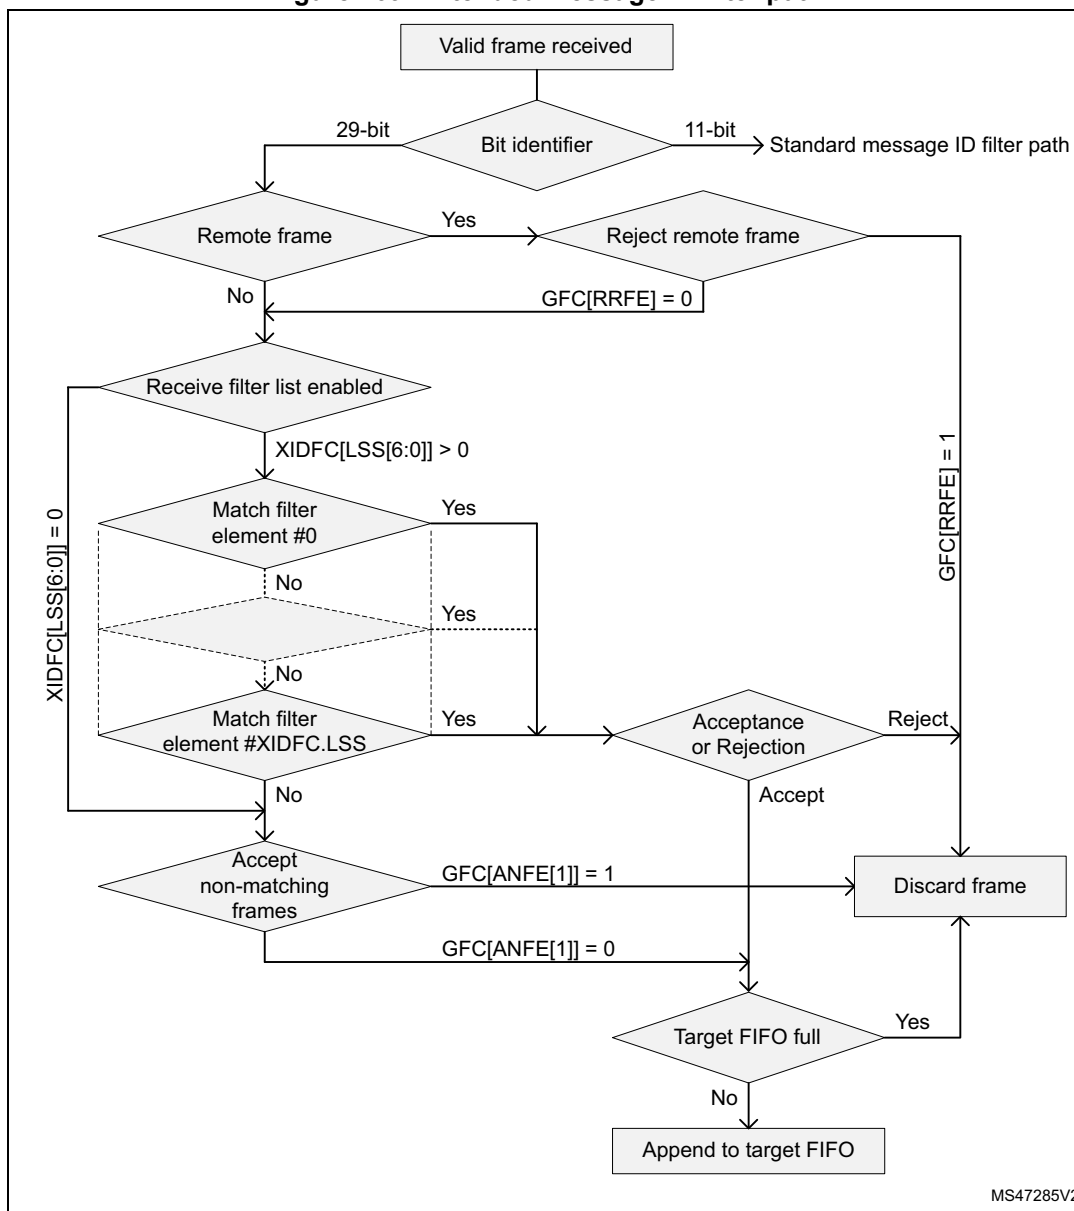 Valid frame received
29-bit
Bit identifier
11-bit
Standard message ID filter path
Remote frame
Yes
Reject remote frame
No
GFC[RRFE] = 0
Receive filter list enabled
XIDFC[LSS[6:0]] > 0
GFC[RRFE] = 1
XIDFC[LSS[6:0]] = 0
Match filter
element #0
Yes
No
Yes
No
Match filter
element #XIDFC.LSS
Yes
Acceptance
or Rejection
Reject
No
Accept
Accept
non-matching
frames
GFC[ANFE[1]] = 1
Discard frame
GFC[ANFE[1]] = 0
Target FIFO full
Yes
No
Append to target FIFO
MS47285V2